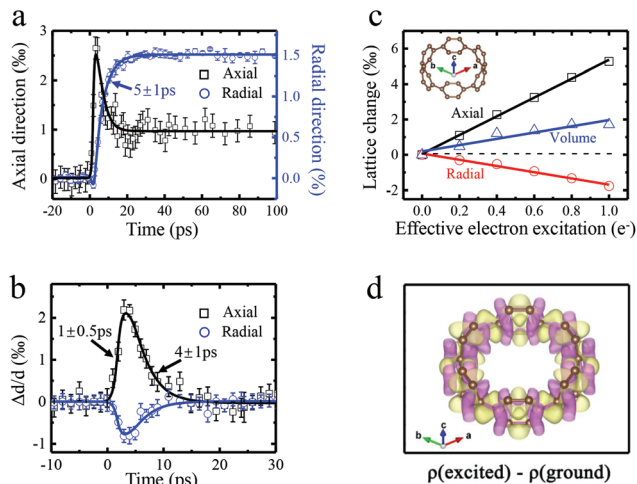 a
3
2
1
0
Axial direction (‰)
-20
0
20
40
60
80
100
Time (ps)
1.5
1.0
0.5
0.0
Radial direction (%)
Axial
Radial
5±1ps
c
6
4
2
0
-2
Lattice change (‰)
0.0
0.2
0.4
0.6
0.8
1.0
Effective electron excitation (e-)
b
c
a
Axial
Volume
Radial
b
2
1
0
-1
Δd/d (‰)
-10
0
10
20
30
Time (ps)
Axial
Radial
1±0.5ps
4±1ps
d
b
c
a
ρ(excited) - ρ(ground)